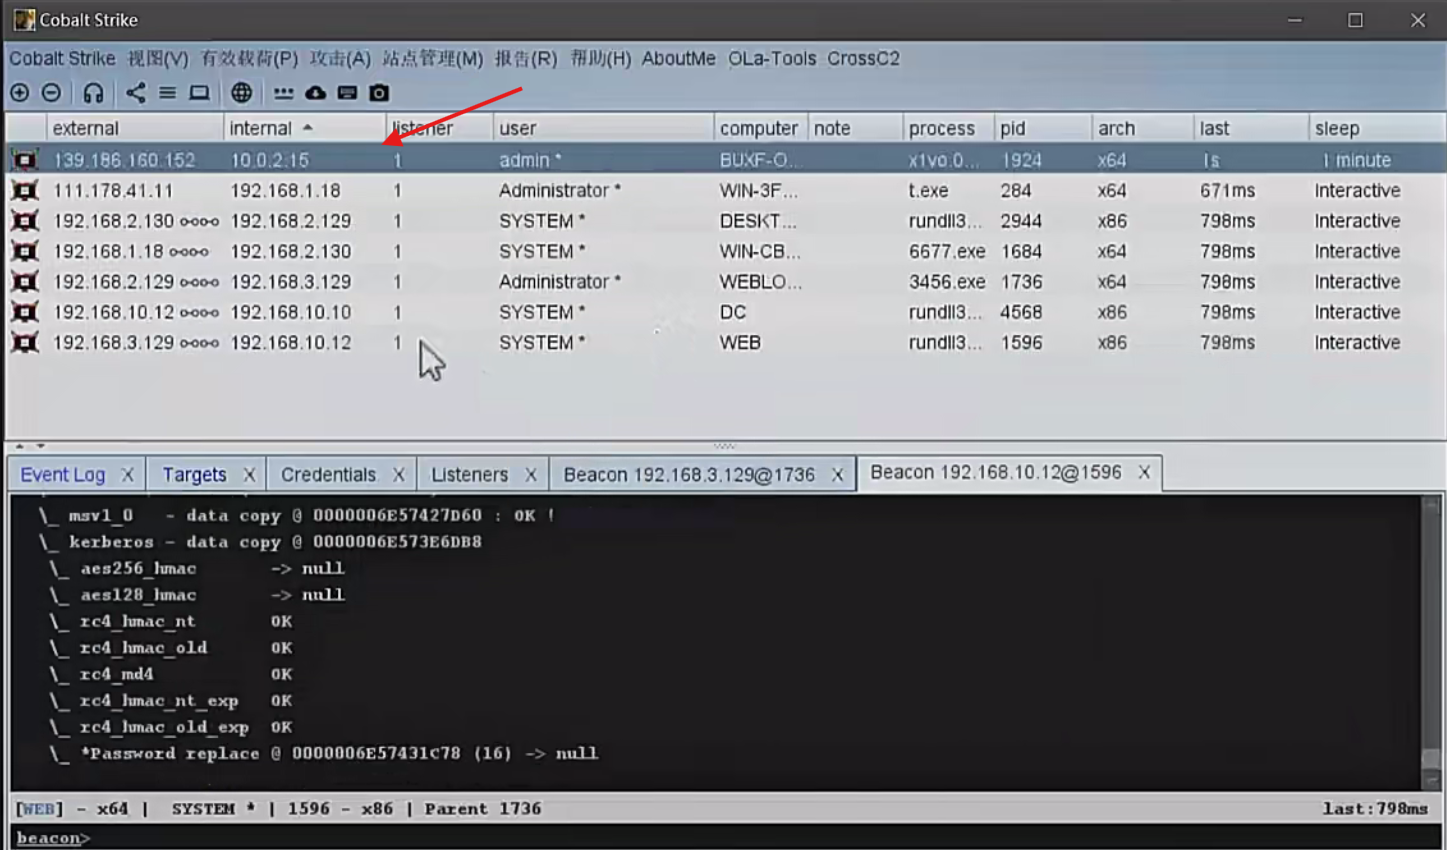 Cobalt Strike
Cobalt Strike 视图(V) 有效载荷(P) 攻击(A) 站点管理(M) 报告(R) 帮助(H) AboutMe OLa-Tools CrossC2
external internal listener user computer note process pid arch last sleep
139.186.160.152 10.0.2.15 1 admin * BUXF-O... x1vo.0... 1924 x64 1s 1 minute
111.178.41.11 192.168.1.18 1 Administrator * WIN-3F... t.exe 284 x64 671ms Interactive
192.168.2.130 192.168.2.129 1 SYSTEM * DESKT... rundll3... 2944 x86 798ms Interactive
192.168.1.18 192.168.2.130 1 SYSTEM * WIN-CB... 6677.exe 1684 x64 798ms Interactive
192.168.2.129 192.168.3.129 1 Administrator * WEBLO... 3456.exe 1736 x64 798ms Interactive
192.168.10.12 192.168.10.10 1 SYSTEM * DC rundll3... 4568 x86 798ms Interactive
192.168.3.129 192.168.10.12 1 SYSTEM * WEB rundll3... 1596 x86 798ms Interactive
Event Log X Targets X Credentials X Listeners X Beacon 192.168.3.129@1736 X Beacon 192.168.10.12@1596 X
\_ msv1_0 - data copy @ 0000006E57427D60 : OK !
\_ kerberos - data copy @ 0000006E573E6DB8
\_ aes256_hmac -> null
\_ aes128_hmac -> null
\_ rc4_hmac_nt OK
\_ rc4_hmac_old OK
\_ rc4_md4 OK
\_ rc4_hmac_nt_exp OK
\_ rc4_hmac_old_exp OK
\_ *Password replace @ 0000006E57431C78 (16) -> null
[WEB] - x64 | SYSTEM * | 1596 - x86 | Parent 1736 last:798ms
beacon>